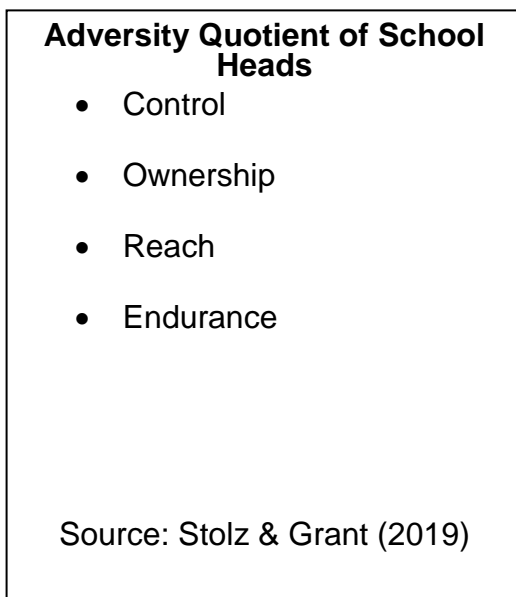 Adversity Quotient of School
Heads
• Control
• Ownership
• Reach
• Endurance
Source: Stolz & Grant (2019)